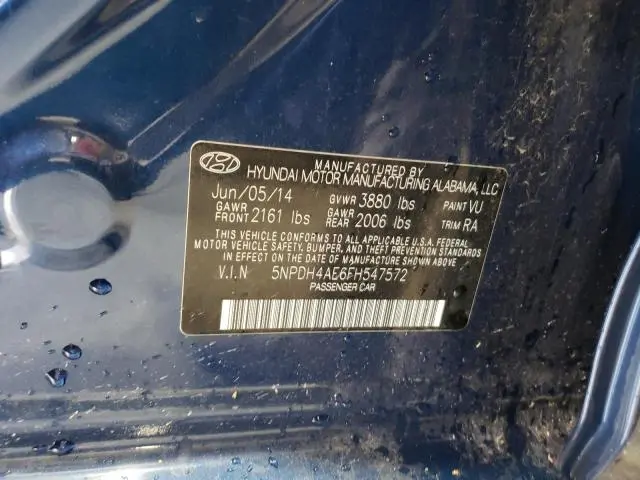 MANUFACTURED BY
HYUNDAI MOTOR MANUFACTURING ALABAMA, LLC
Jun/05/14 GVWR 3880 lbs PAINT VU
GAWR FRONT 2161 lbs GAWR REAR 2006 lbs TRIM RA
THIS VEHICLE CONFORMS TO ALL APPLICABLE U.S.A. FEDERAL
MOTOR VEHICLE SAFETY, BUMPER, AND THEFT PREVENTION STANDARDS
IN EFFECT ON THE DATE OF MANUFACTURE SHOWN ABOVE.
V.I.N 5NPDH4AE6FH547572
PASSENGER CAR